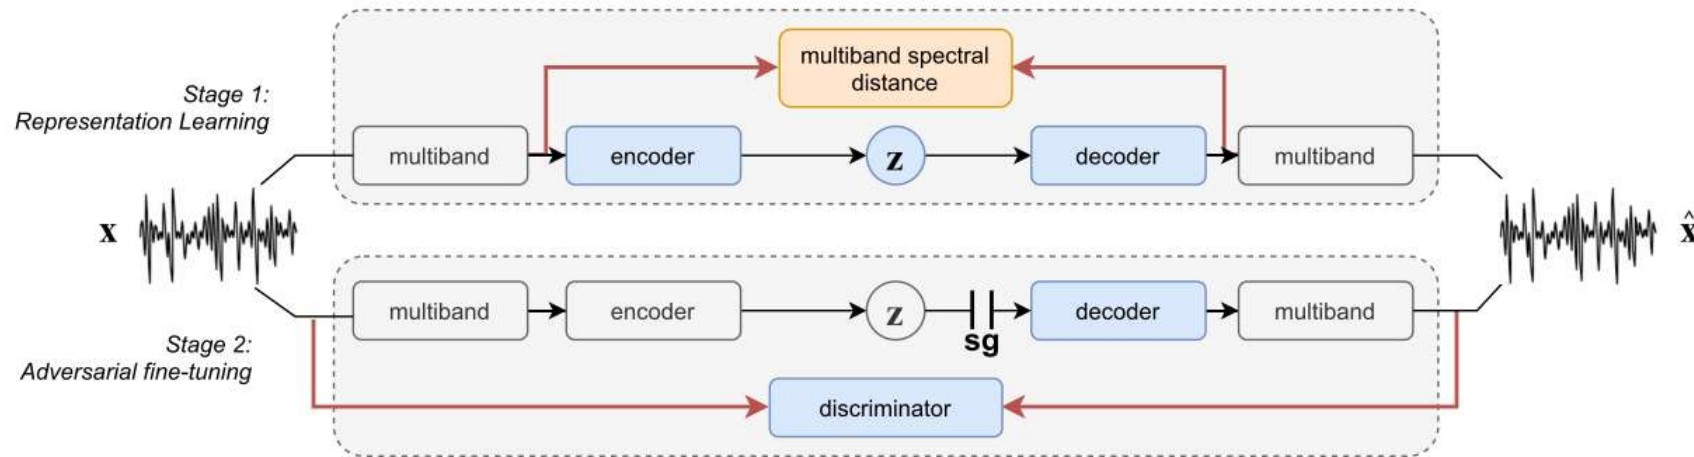 multiband spectral
distance
Stage 1:
Representation Learning
multiband
encoder
z
decoder
multiband
x
x̂
multiband
encoder
z
sg
decoder
multiband
Stage 2:
Adversarial fine-tuning
discriminator